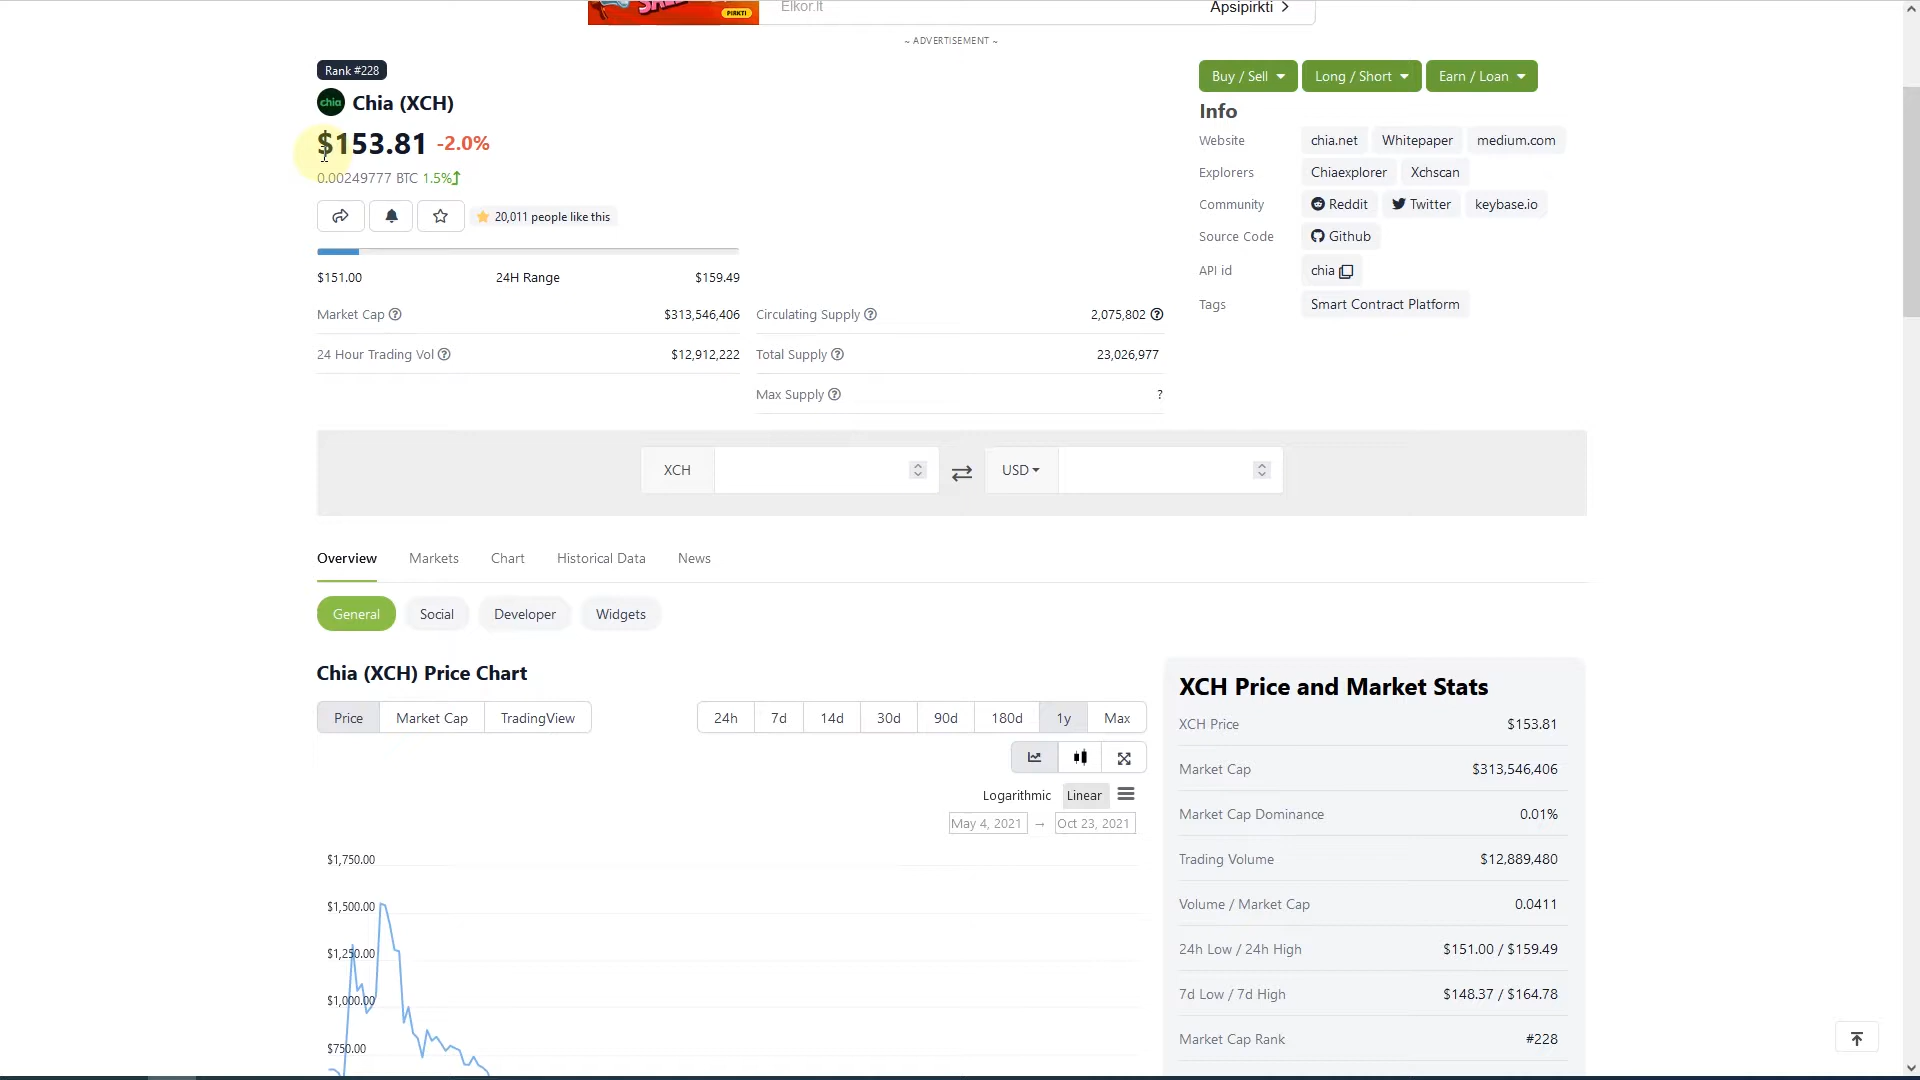 SALE
PIRKTI
Elkor.lt
Apsipirkti
~ ADVERTISEMENT ~
Rank #228
chia
Chia (XCH)
$153.81 -2.0%
0.00249777 BTC 1.5%
20,011 people like this
$151.00 24H Range $159.49
Market Cap $313,546,406
24 Hour Trading Vol $12,912,222
Circulating Supply 2,075,802
Total Supply 23,026,977
Max Supply ?
Buy / Sell Long / Short Earn / Loan
Info
Website chia.net Whitepaper medium.com
Explorers Chiaexplorer Xchscan
Community Reddit Twitter keybase.io
Source Code Github
API id chia
Tags Smart Contract Platform
XCH USD
Overview Markets Chart Historical Data News
General Social Developer Widgets
Chia (XCH) Price Chart
Price Market Cap TradingView
24h 7d 14d 30d 90d 180d 1y Max
Logarithmic Linear
May 4, 2021 → Oct 23, 2021
$1,750.00
$1,500.00
$1,250.00
$1,000.00
$750.00
XCH Price and Market Stats
XCH Price $153.81
Market Cap $313,546,406
Market Cap Dominance 0.01%
Trading Volume $12,889,480
Volume / Market Cap 0.0411
24h Low / 24h High $151.00 / $159.49
7d Low / 7d High $148.37 / $164.78
Market Cap Rank #228